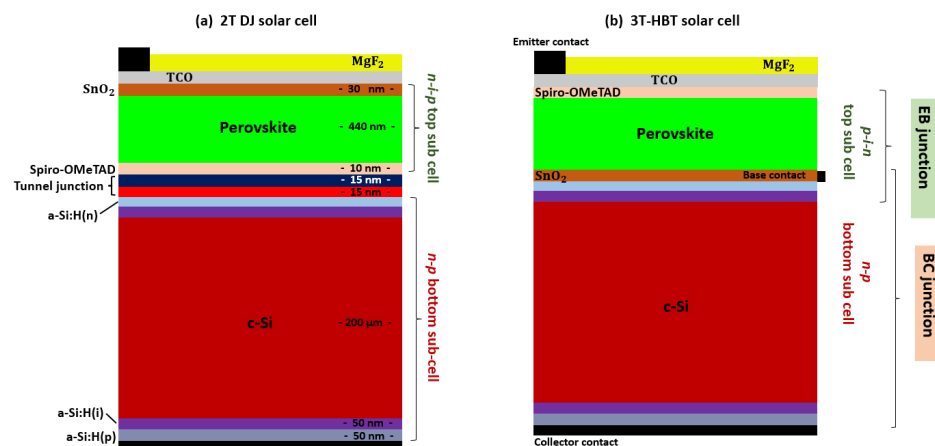 (a) 2T DJ solar cell
MgF₂
TCO
SnO₂
- 30 nm -
Perovskite
- 440 nm -
Spiro-OMeTAD
- 10 nm -
Tunnel junction
- 15 nm -
- 15 nm -
a-Si:H(n)
c-Si
- 200 µm -
a-Si:H(i)
- 50 nm -
a-Si:H(p)
- 50 nm -
n-i-p top sub cell
n-p bottom sub-cell
(b) 3T-HBT solar cell
Emitter contact
MgF₂
TCO
Spiro-OMeTAD
Perovskite
SnO₂
Base contact
c-Si
Collector contact
p-i-n
top sub cell
n-p
bottom sub cell
EB junction
BC junction